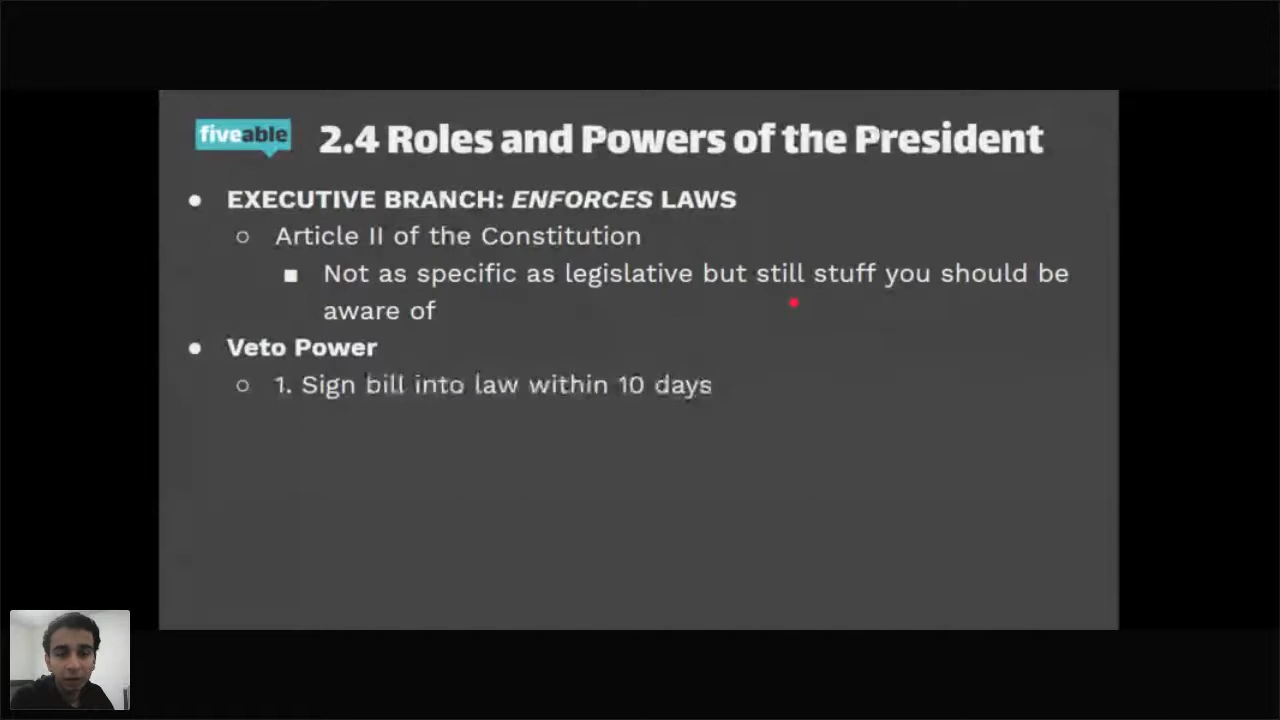 fiveable
2.4 Roles and Powers of the President
● EXECUTIVE BRANCH: ENFORCES LAWS
○ Article II of the Constitution
■ Not as specific as legislative but still stuff you should be
aware of
● Veto Power
○ 1. Sign bill into law within 10 days